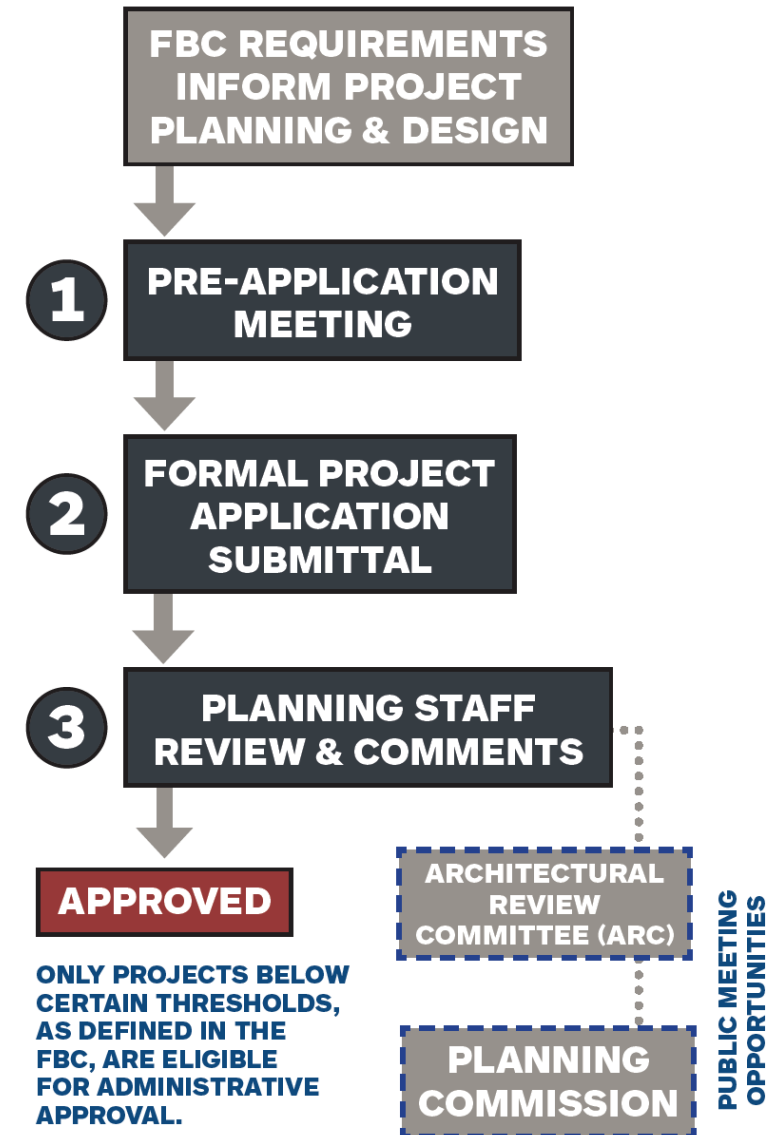 FBC REQUIREMENTS
INFORM PROJECT
PLANNING & DESIGN
1
PRE-APPLICATION
MEETING
2
FORMAL PROJECT
APPLICATION
SUBMITTAL
3
PLANNING STAFF
REVIEW & COMMENTS
APPROVED
ONLY PROJECTS BELOW
CERTAIN THRESHOLDS,
AS DEFINED IN THE
FBC, ARE ELIGIBLE
FOR ADMINISTRATIVE
APPROVAL.
ARCHITECTURAL
REVIEW
COMMITTEE (ARC)
PLANNING
COMMISSION
PUBLIC MEETING
OPPORTUNITIES